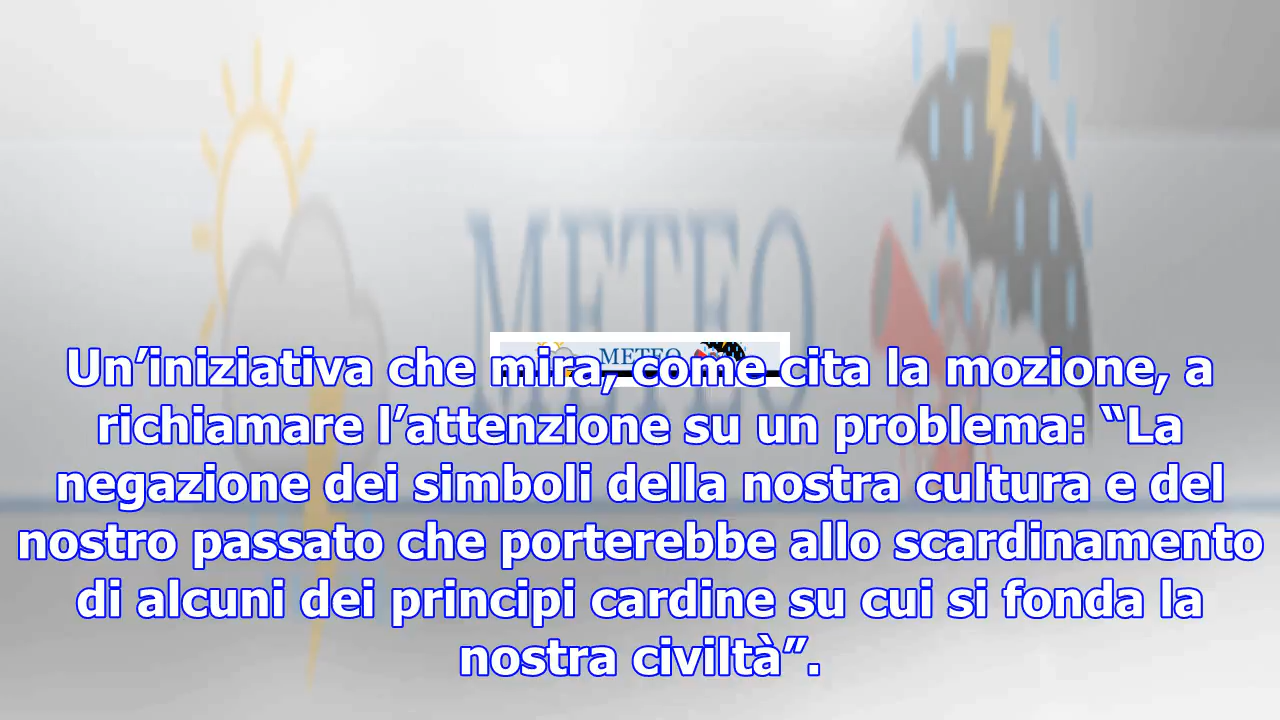 METEO
METEO
Un’iniziativa che mira, come cita la mozione, a
richiamare l’attenzione su un problema: “La
negazione dei simboli della nostra cultura e del
nostro passato che porterebbe allo scardinamento
di alcuni dei principi cardine su cui si fonda la
nostra civiltà”.